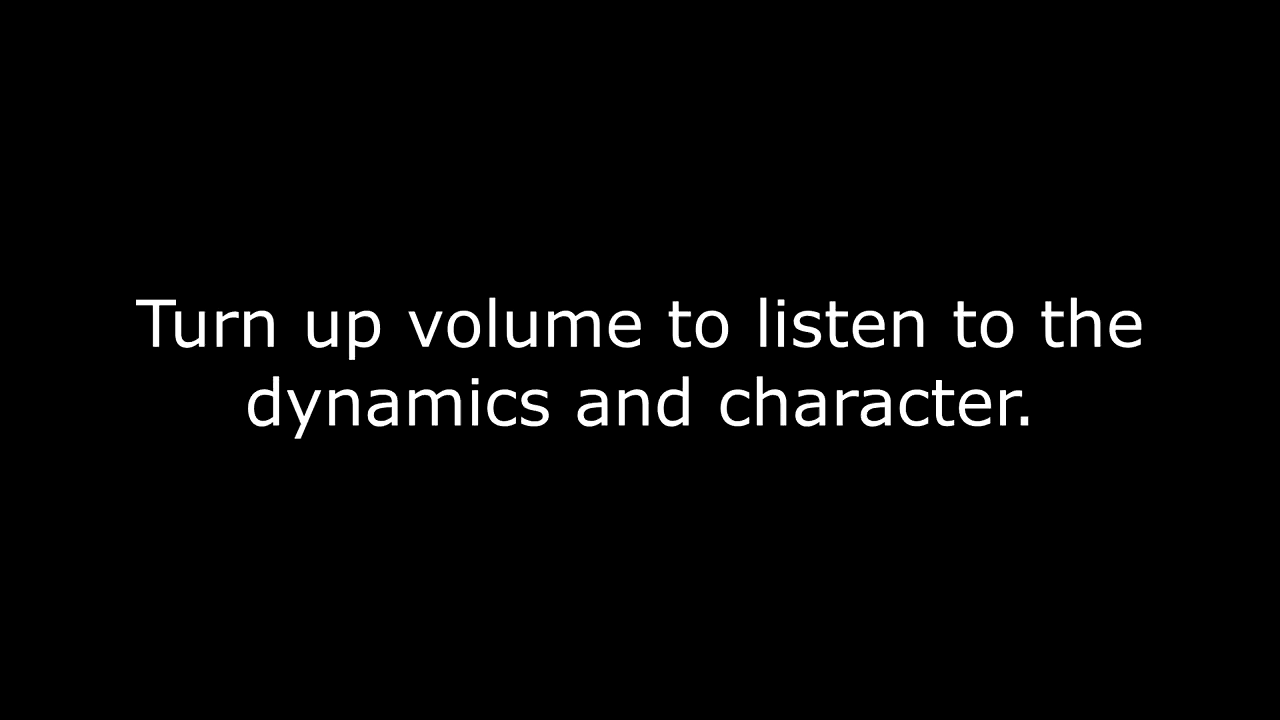 Turn up volume to listen to the
dynamics and character.